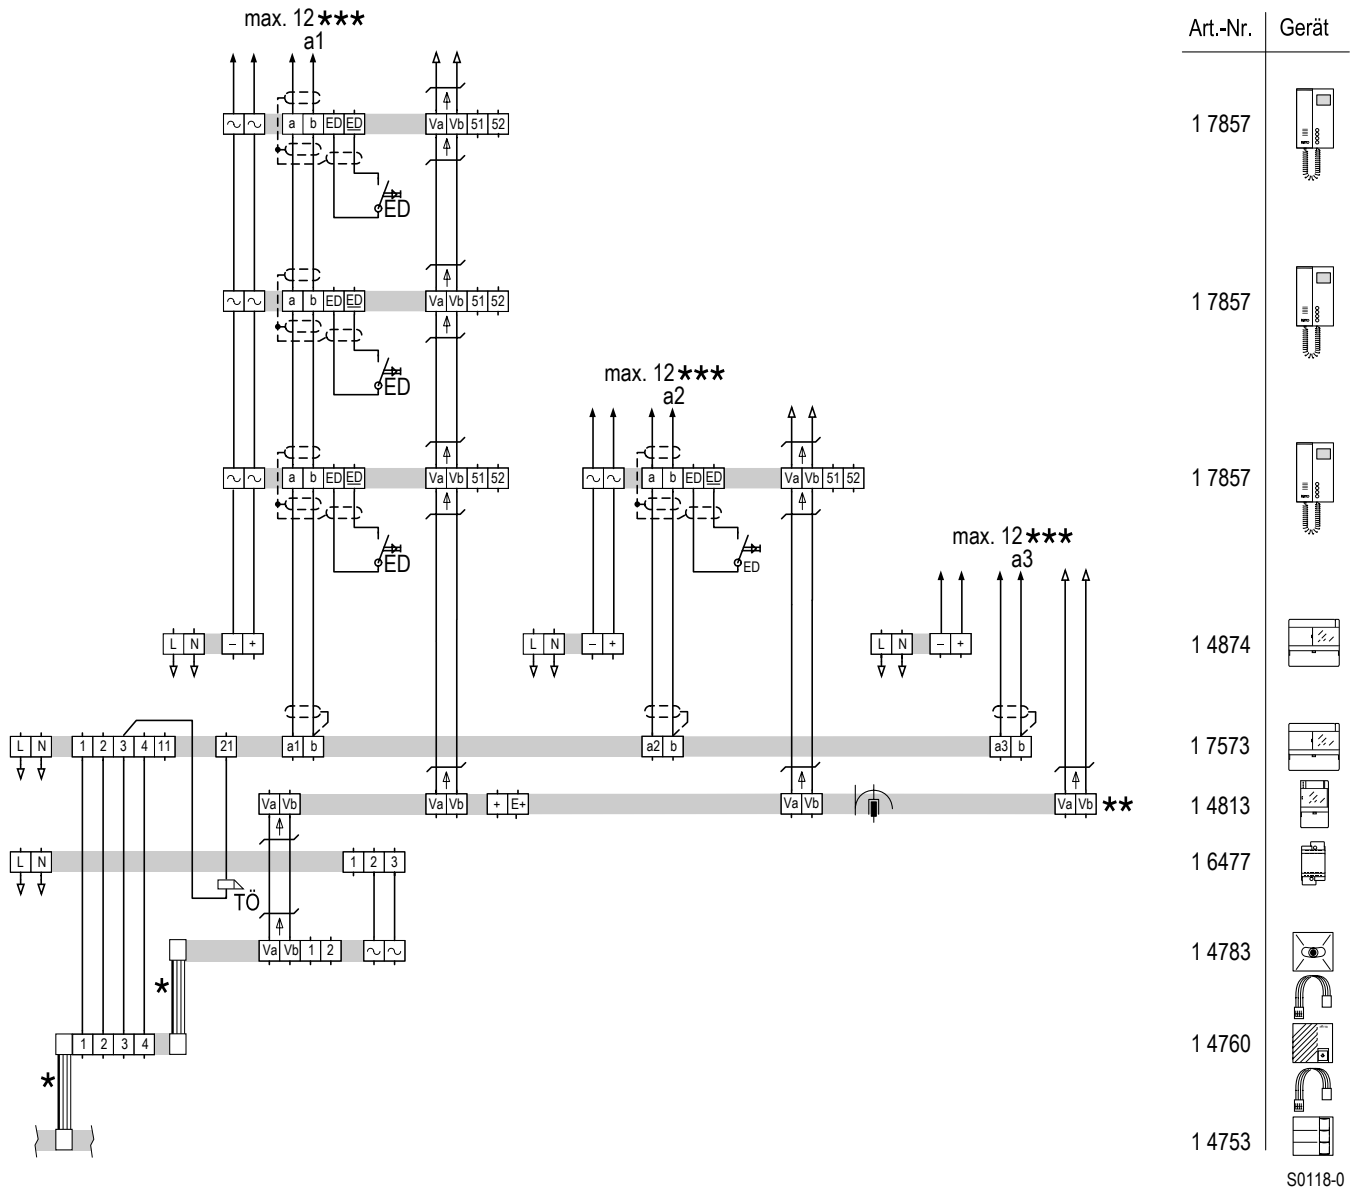 max. 12 ★★★
a1
Art.-Nr. Gerät
~ ~ a b ED ED Va Vb 51 52
1 7857
ED
~ ~ a b ED ED Va Vb 51 52
1 7857
ED
max. 12 ★★★
a2
~ ~ a b ED ED Va Vb 51 52
~ ~ a b ED ED Va Vb 51 52
1 7857
ED
ED
max. 12 ★★★
a3
L N – +
L N – +
L N – +
1 4874
L N 1 2 3 4 11 21 a1 b a2 b a3 b
1 7573
Va Vb Va Vb + E+ Va Vb Va Vb ★★
1 4813
L N 1 2 3
1 6477
TÖ
Va Vb 1 2 ~ ~
1 4783
★
1 2 3 4
1 4760
★
1 4753
S0118-0